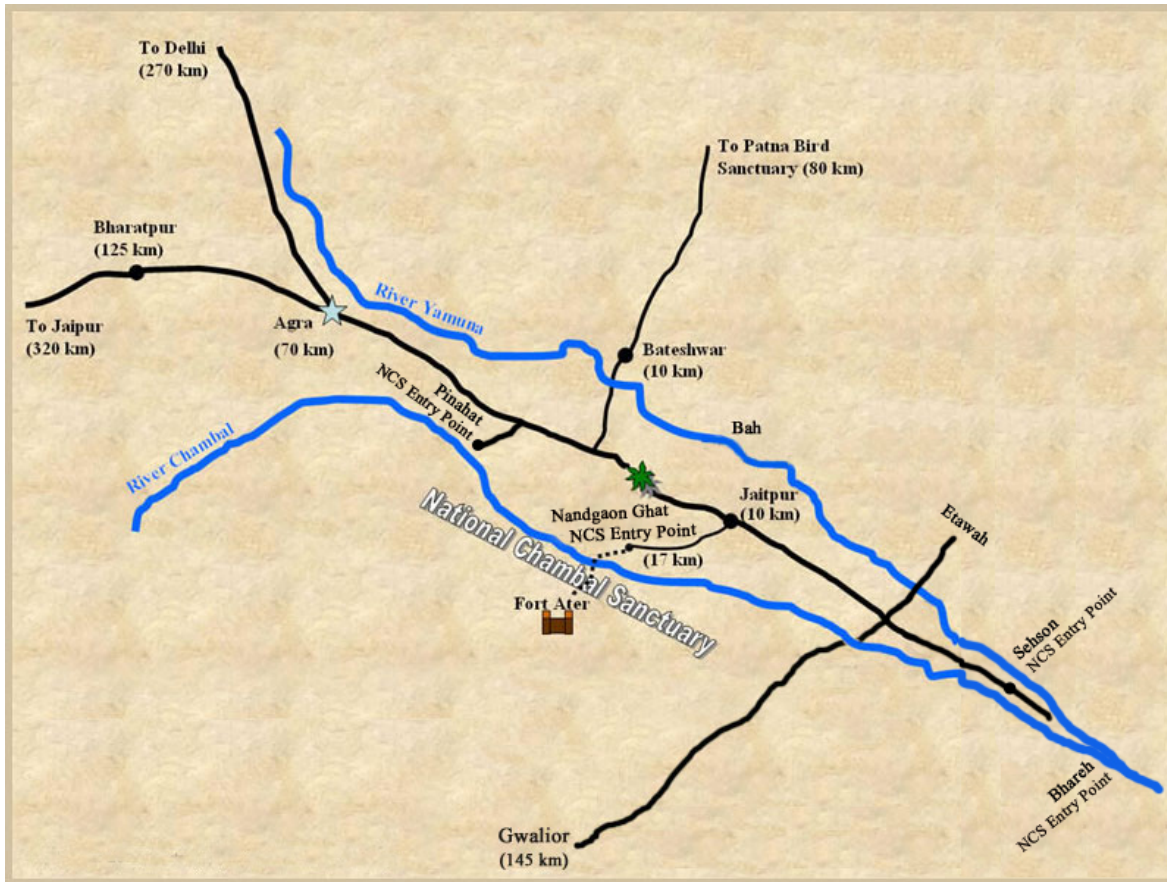 To Delhi
(270 km)
To Patna Bird
Sanctuary (80 km)
Bharatpur
(125 km)
River Yamuna
To Jaipur
(320 km)
Agra
(70 km)
Bateshwar
(10 km)
Pinahat
NCS Entry Point
River Chambal
Bah
National Chambal Sanctuary
Nandgaon Ghat
NCS Entry Point
(17 km)
Jaitpur
(10 km)
Etawah
Fort Ater
Sehson
NCS Entry Point
Bhareh
NCS Entry Point
Gwalior
(145 km)